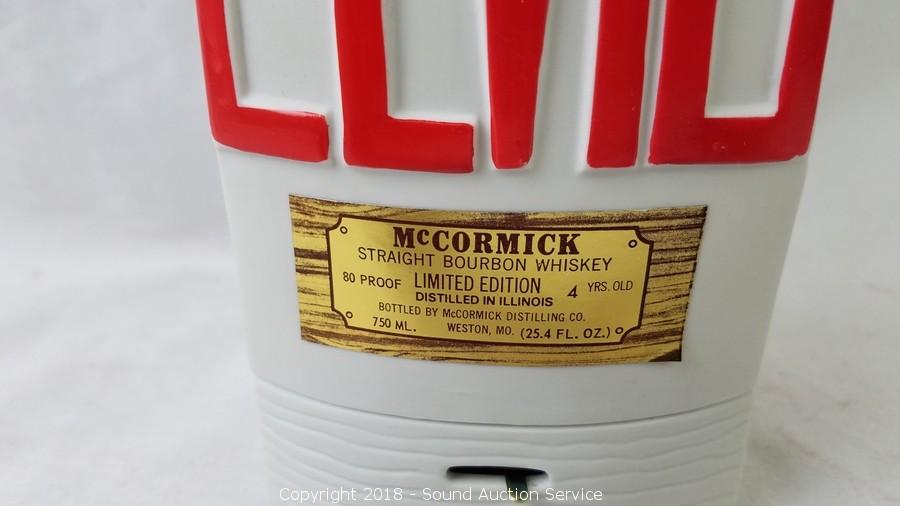 ELVIS
McCORMICK
STRAIGHT BOURBON WHISKEY
80 PROOF LIMITED EDITION 4 YRS. OLD
DISTILLED IN ILLINOIS
BOTTLED BY McCORMICK DISTILLING CO.
750 ML. WESTON, MO. (25.4 FL. OZ.)
Copyright 2018 - Sound Auction Service